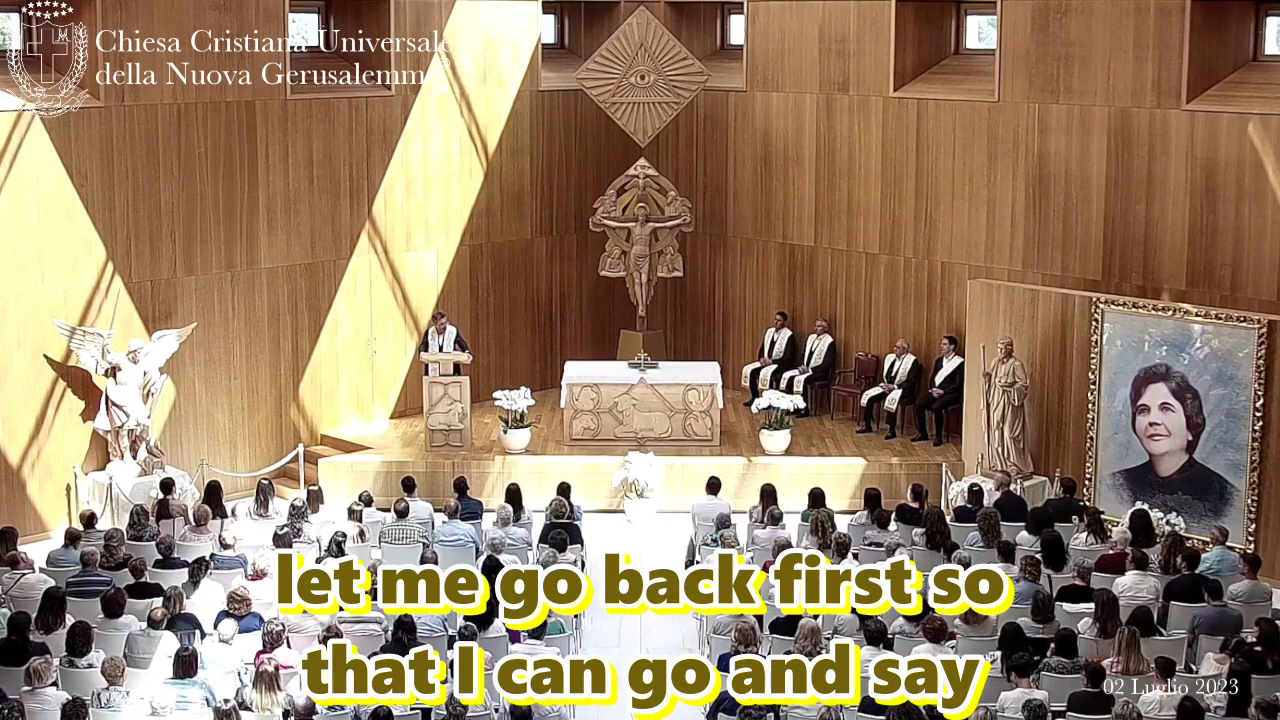 Chiesa Cristiana Universale
della Nuova Gerusalemme
let me go back first so
that I can go and say
02 Luglio 2023